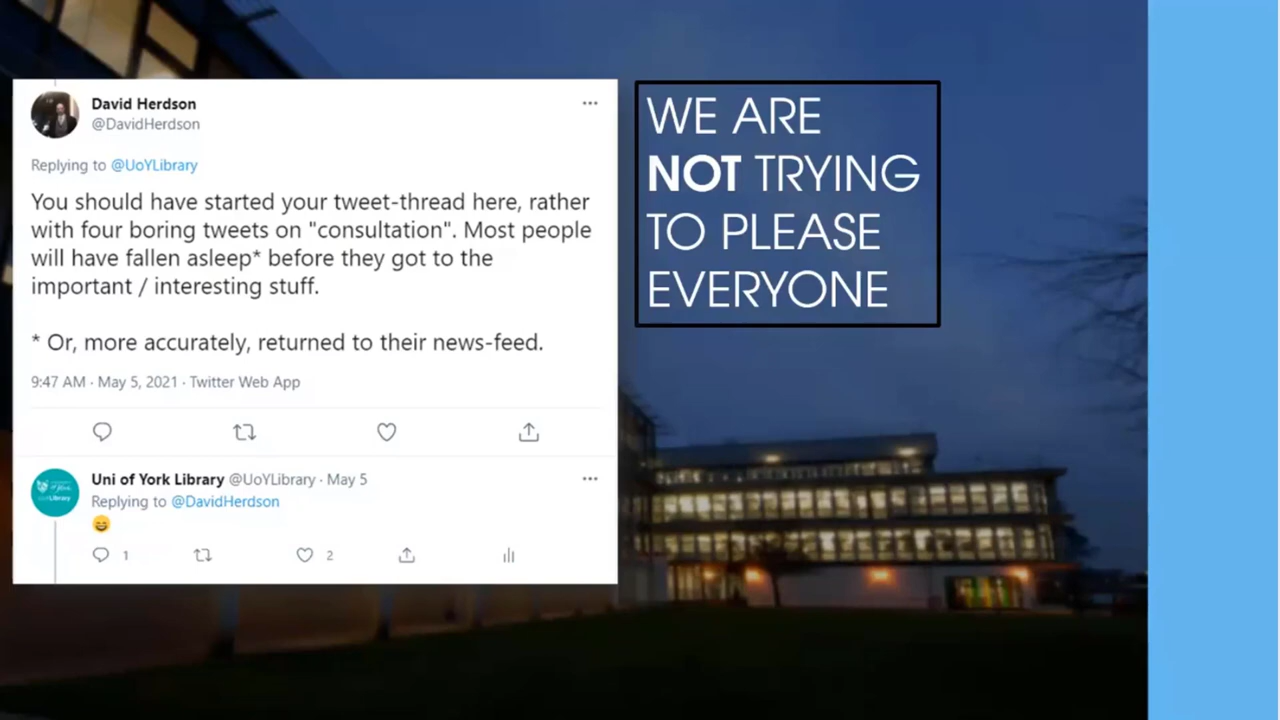 David Herdson
@DavidHerdson
Replying to @UoYLibrary
You should have started your tweet-thread here, rather
with four boring tweets on "consultation". Most people
will have fallen asleep* before they got to the
important / interesting stuff.
* Or, more accurately, returned to their news-feed.
9:47 AM · May 5, 2021 · Twitter Web App
Uni of York Library @UoYLibrary · May 5
Replying to @DavidHerdson
1
2
WE ARE
NOT TRYING
TO PLEASE
EVERYONE